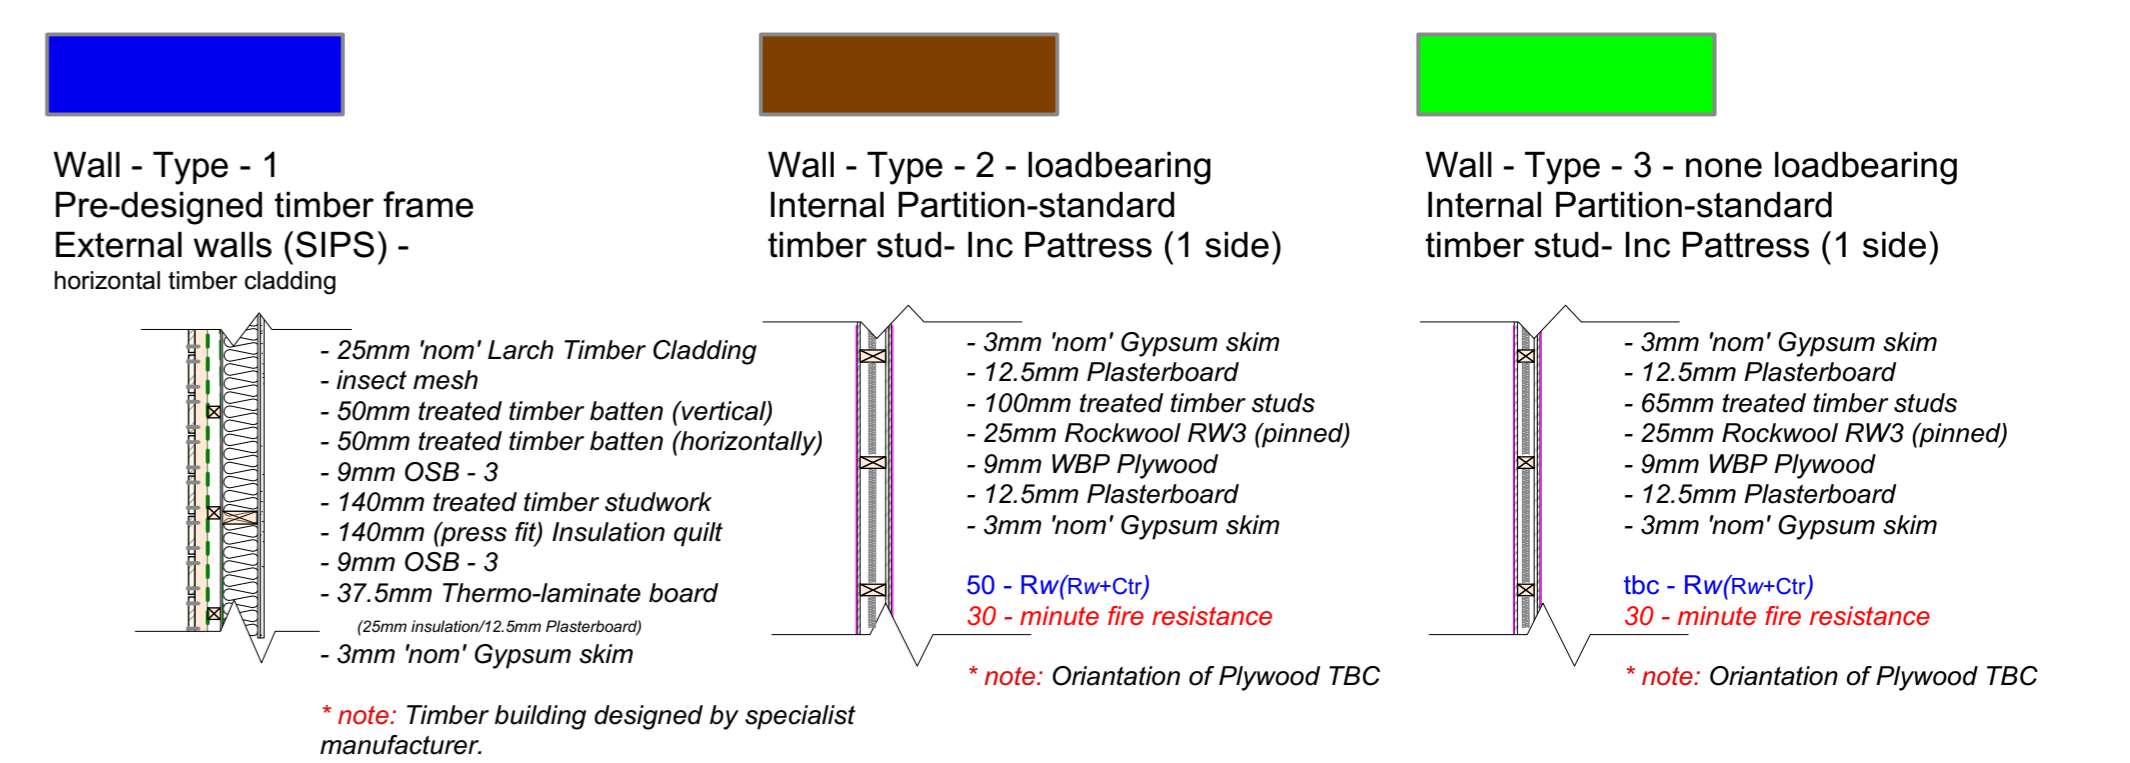 Wall - Type - 1
Pre-designed timber frame
External walls (SIPS) -
horizontal timber cladding
- 25mm 'nom' Larch Timber Cladding
- insect mesh
- 50mm treated timber batten (vertical)
- 50mm treated timber batten (horizontally)
- 9mm OSB - 3
- 140mm treated timber studwork
- 140mm (press fit) Insulation quilt
- 9mm OSB - 3
- 37.5mm Thermo-laminate board
(25mm insulation/12.5mm Plasterboard)
- 3mm 'nom' Gypsum skim
* note: Timber building designed by specialist
manufacturer.
Wall - Type - 2 - loadbearing
Internal Partition-standard
timber stud- Inc Pattress (1 side)
- 3mm 'nom' Gypsum skim
- 12.5mm Plasterboard
- 100mm treated timber studs
- 25mm Rockwool RW3 (pinned)
- 9mm WBP Plywood
- 12.5mm Plasterboard
- 3mm 'nom' Gypsum skim
50 - Rw(Rw+Ctr)
30 - minute fire resistance
* note: Oriantation of Plywood TBC
Wall - Type - 3 - none loadbearing
Internal Partition-standard
timber stud- Inc Pattress (1 side)
- 3mm 'nom' Gypsum skim
- 12.5mm Plasterboard
- 65mm treated timber studs
- 25mm Rockwool RW3 (pinned)
- 9mm WBP Plywood
- 12.5mm Plasterboard
- 3mm 'nom' Gypsum skim
tbc - Rw(Rw+Ctr)
30 - minute fire resistance
* note: Oriantation of Plywood TBC